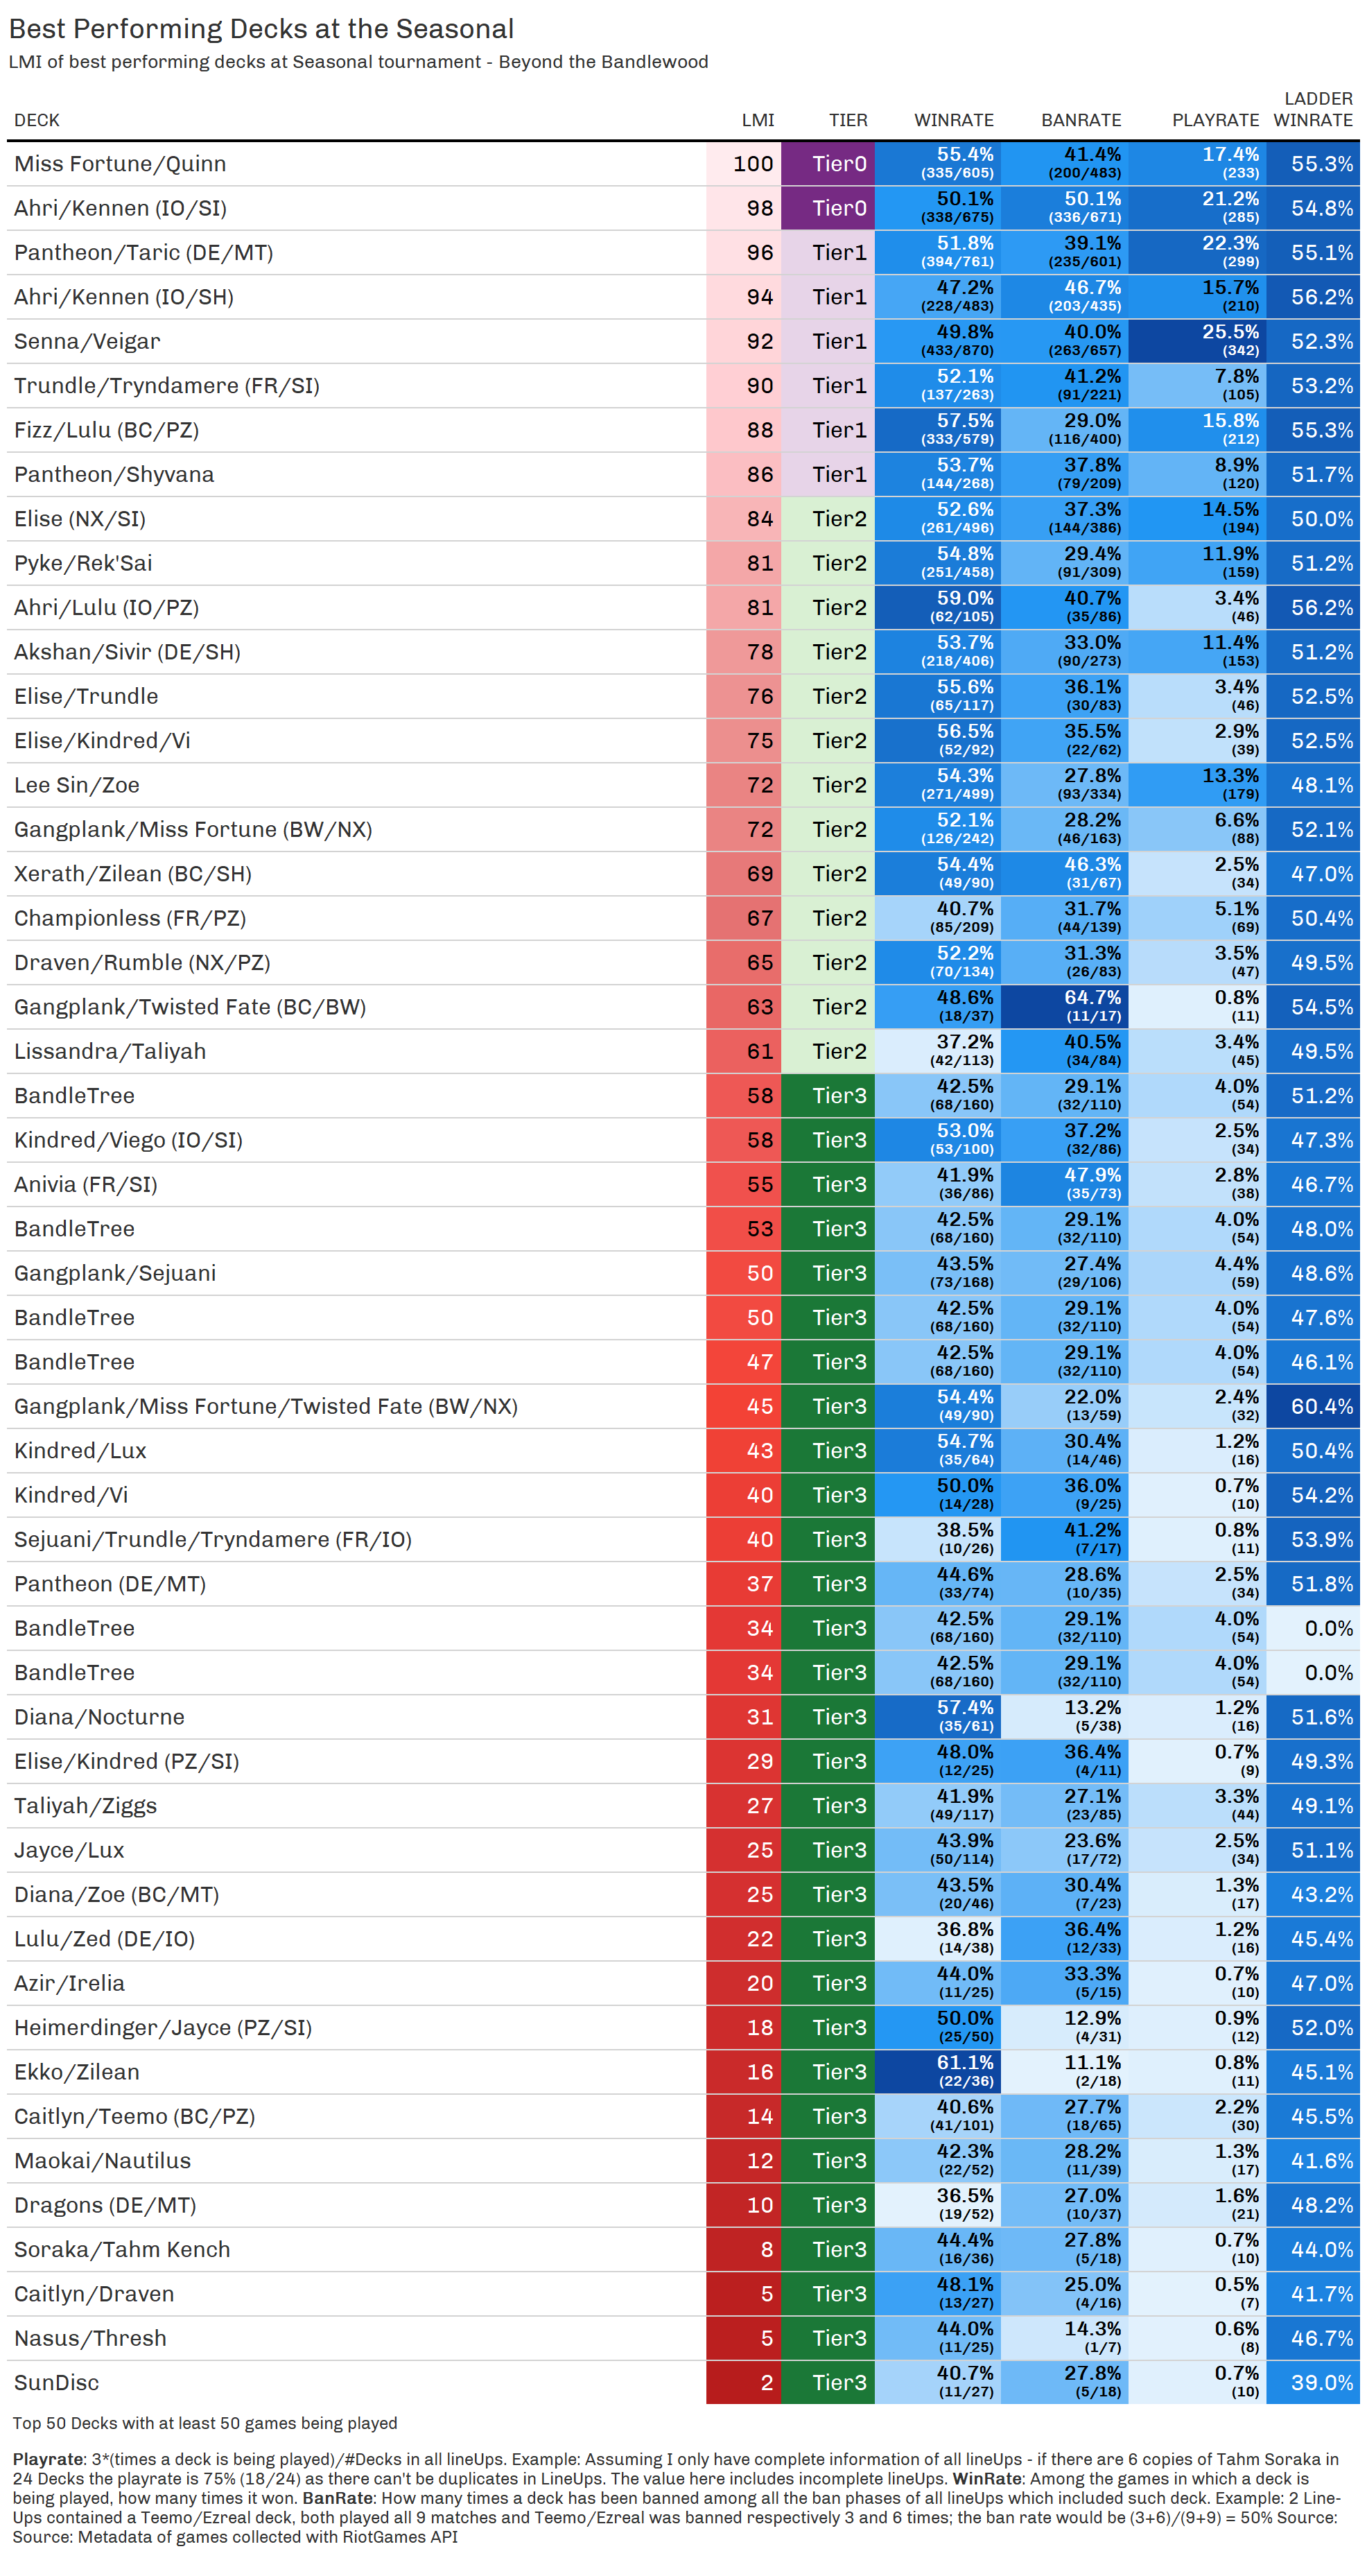 Best Performing Decks at the Seasonal
LMI of best performing decks at Seasonal tournament - Beyond the Bandlewood
DECK LMI TIER WINRATE BANRATE PLAYRATE LADDER WINRATE
Miss Fortune/Quinn 100 Tier0 55.4% (335/605) 41.4% (200/483) 17.4% (233) 55.3%
Ahri/Kennen (IO/SI) 98 Tier0 50.1% (338/675) 50.1% (336/671) 21.2% (285) 54.8%
Pantheon/Taric (DE/MT) 96 Tier1 51.8% (394/761) 39.1% (235/601) 22.3% (299) 55.1%
Ahri/Kennen (IO/SH) 94 Tier1 47.2% (228/483) 46.7% (203/435) 15.7% (210) 56.2%
Senna/Veigar 92 Tier1 49.8% (433/870) 40.0% (263/657) 25.5% (342) 52.3%
Trundle/Tryndamere (FR/SI) 90 Tier1 52.1% (137/263) 41.2% (91/221) 7.8% (105) 53.2%
Fizz/Lulu (BC/PZ) 88 Tier1 57.5% (333/579) 29.0% (116/400) 15.8% (212) 55.3%
Pantheon/Shyvana 86 Tier1 53.7% (144/268) 37.8% (79/209) 8.9% (120) 51.7%
Elise (NX/SI) 84 Tier2 52.6% (261/496) 37.3% (144/386) 14.5% (194) 50.0%
Pyke/Rek'Sai 81 Tier2 54.8% (251/458) 29.4% (91/309) 11.9% (159) 51.2%
Ahri/Lulu (IO/PZ) 81 Tier2 59.0% (62/105) 40.7% (35/86) 3.4% (46) 56.2%
Akshan/Sivir (DE/SH) 78 Tier2 53.7% (218/406) 33.0% (90/273) 11.4% (153) 51.2%
Elise/Trundle 76 Tier2 55.6% (65/117) 36.1% (30/83) 3.4% (46) 52.5%
Elise/Kindred/Vi 75 Tier2 56.5% (52/92) 35.5% (22/62) 2.9% (39) 52.5%
Lee Sin/Zoe 72 Tier2 54.3% (271/499) 27.8% (93/334) 13.3% (179) 48.1%
Gangplank/Miss Fortune (BW/NX) 72 Tier2 52.1% (126/242) 28.2% (46/163) 6.6% (88) 52.1%
Xerath/Zilean (BC/SH) 69 Tier2 54.4% (49/90) 46.3% (31/67) 2.5% (34) 47.0%
Championless (FR/PZ) 67 Tier2 40.7% (85/209) 31.7% (44/139) 5.1% (69) 50.4%
Draven/Rumble (NX/PZ) 65 Tier2 52.2% (70/134) 31.3% (26/83) 3.5% (47) 49.5%
Gangplank/Twisted Fate (BC/BW) 63 Tier2 48.6% (18/37) 64.7% (11/17) 0.8% (11) 54.5%
Lissandra/Taliyah 61 Tier2 37.2% (42/113) 40.5% (34/84) 3.4% (45) 49.5%
BandleTree 58 Tier3 42.5% (68/160) 29.1% (32/110) 4.0% (54) 51.2%
Kindred/Viego (IO/SI) 58 Tier3 53.0% (53/100) 37.2% (32/86) 2.5% (34) 47.3%
Anivia (FR/SI) 55 Tier3 41.9% (36/86) 47.9% (35/73) 2.8% (38) 46.7%
BandleTree 53 Tier3 42.5% (68/160) 29.1% (32/110) 4.0% (54) 48.0%
Gangplank/Sejuani 50 Tier3 43.5% (73/168) 27.4% (29/106) 4.4% (59) 48.6%
BandleTree 50 Tier3 42.5% (68/160) 29.1% (32/110) 4.0% (54) 47.6%
BandleTree 47 Tier3 42.5% (68/160) 29.1% (32/110) 4.0% (54) 46.1%
Gangplank/Miss Fortune/Twisted Fate (BW/NX) 45 Tier3 54.4% (49/90) 22.0% (13/59) 2.4% (32) 60.4%
Kindred/Lux 43 Tier3 54.7% (35/64) 30.4% (14/46) 1.2% (16) 50.4%
Kindred/Vi 40 Tier3 50.0% (14/28) 36.0% (9/25) 0.7% (10) 54.2%
Sejuani/Trundle/Tryndamere (FR/IO) 40 Tier3 38.5% (10/26) 41.2% (7/17) 0.8% (11) 53.9%
Pantheon (DE/MT) 37 Tier3 44.6% (33/74) 28.6% (10/35) 2.5% (34) 51.8%
BandleTree 34 Tier3 42.5% (68/160) 29.1% (32/110) 4.0% (54) 0.0%
BandleTree 34 Tier3 42.5% (68/160) 29.1% (32/110) 4.0% (54) 0.0%
Diana/Nocturne 31 Tier3 57.4% (35/61) 13.2% (5/38) 1.2% (16) 51.6%
Elise/Kindred (PZ/SI) 29 Tier3 48.0% (12/25) 36.4% (4/11) 0.7% (9) 49.3%
Taliyah/Ziggs 27 Tier3 41.9% (49/117) 27.1% (23/85) 3.3% (44) 49.1%
Jayce/Lux 25 Tier3 43.9% (50/114) 23.6% (17/72) 2.5% (34) 51.1%
Diana/Zoe (BC/MT) 25 Tier3 43.5% (20/46) 30.4% (7/23) 1.3% (17) 43.2%
Lulu/Zed (DE/IO) 22 Tier3 36.8% (14/38) 36.4% (12/33) 1.2% (16) 45.4%
Azir/Irelia 20 Tier3 44.0% (11/25) 33.3% (5/15) 0.7% (10) 47.0%
Heimerdinger/Jayce (PZ/SI) 18 Tier3 50.0% (25/50) 12.9% (4/31) 0.9% (12) 52.0%
Ekko/Zilean 16 Tier3 61.1% (22/36) 11.1% (2/18) 0.8% (11) 45.1%
Caitlyn/Teemo (BC/PZ) 14 Tier3 40.6% (41/101) 27.7% (18/65) 2.2% (30) 45.5%
Maokai/Nautilus 12 Tier3 42.3% (22/52) 28.2% (11/39) 1.3% (17) 41.6%
Dragons (DE/MT) 10 Tier3 36.5% (19/52) 27.0% (10/37) 1.6% (21) 48.2%
Soraka/Tahm Kench 8 Tier3 44.4% (16/36) 27.8% (5/18) 0.7% (10) 44.0%
Caitlyn/Draven 5 Tier3 48.1% (13/27) 25.0% (4/16) 0.5% (7) 41.7%
Nasus/Thresh 5 Tier3 44.0% (11/25) 14.3% (1/7) 0.6% (8) 46.7%
SunDisc 2 Tier3 40.7% (11/27) 27.8% (5/18) 0.7% (10) 39.0%
Top 50 Decks with at least 50 games being played
Playrate: 3*(times a deck is being played)/#Decks in all lineUps. Example: Assuming I only have complete information of all lineUps - if there are 6 copies of Tahm Soraka in
24 Decks the playrate is 75% (18/24) as there can't be duplicates in LineUps. The value here includes incomplete lineUps. WinRate: Among the games in which a deck is
being played, how many times it won. BanRate: How many times a deck has been banned among all the ban phases of all lineUps which included such deck. Example: 2 Line-
Ups contained a Teemo/Ezreal deck, both played all 9 matches and Teemo/Ezreal was banned respectively 3 and 6 times; the ban rate would be (3+6)/(9+9) = 50% Source:
Source: Metadata of games collected with RiotGames API